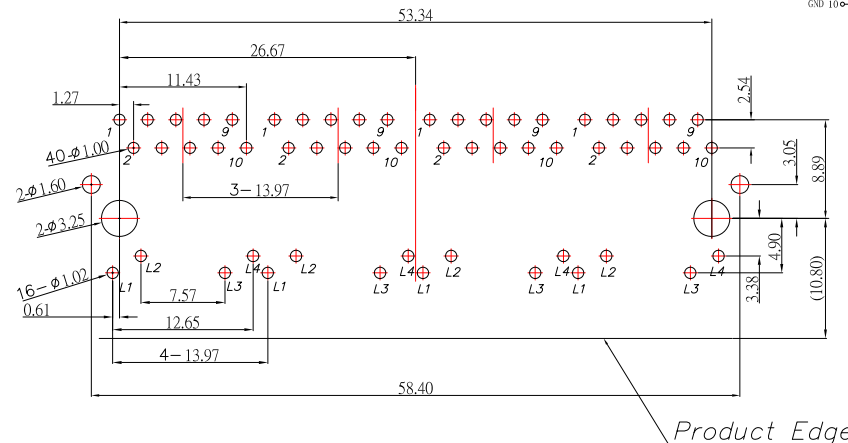 GND 10
53.34
26.67
11.43
1.27
2.54
1 9 1 9 1 9 1 9
2 10 2 10 2 10 2 10
40-ø1.00
3.05
8.89
2-ø1.60
3-13.97
2-ø3.25
4.90
L2 L4 L2 L4 L2 L4 L2 L4
L1 L3 L1 L3 L1 L3 L1 L3
16-ø1.02
3.38
(10.80)
7.57
0.61
12.65
4-13.97
58.40
Product Edge